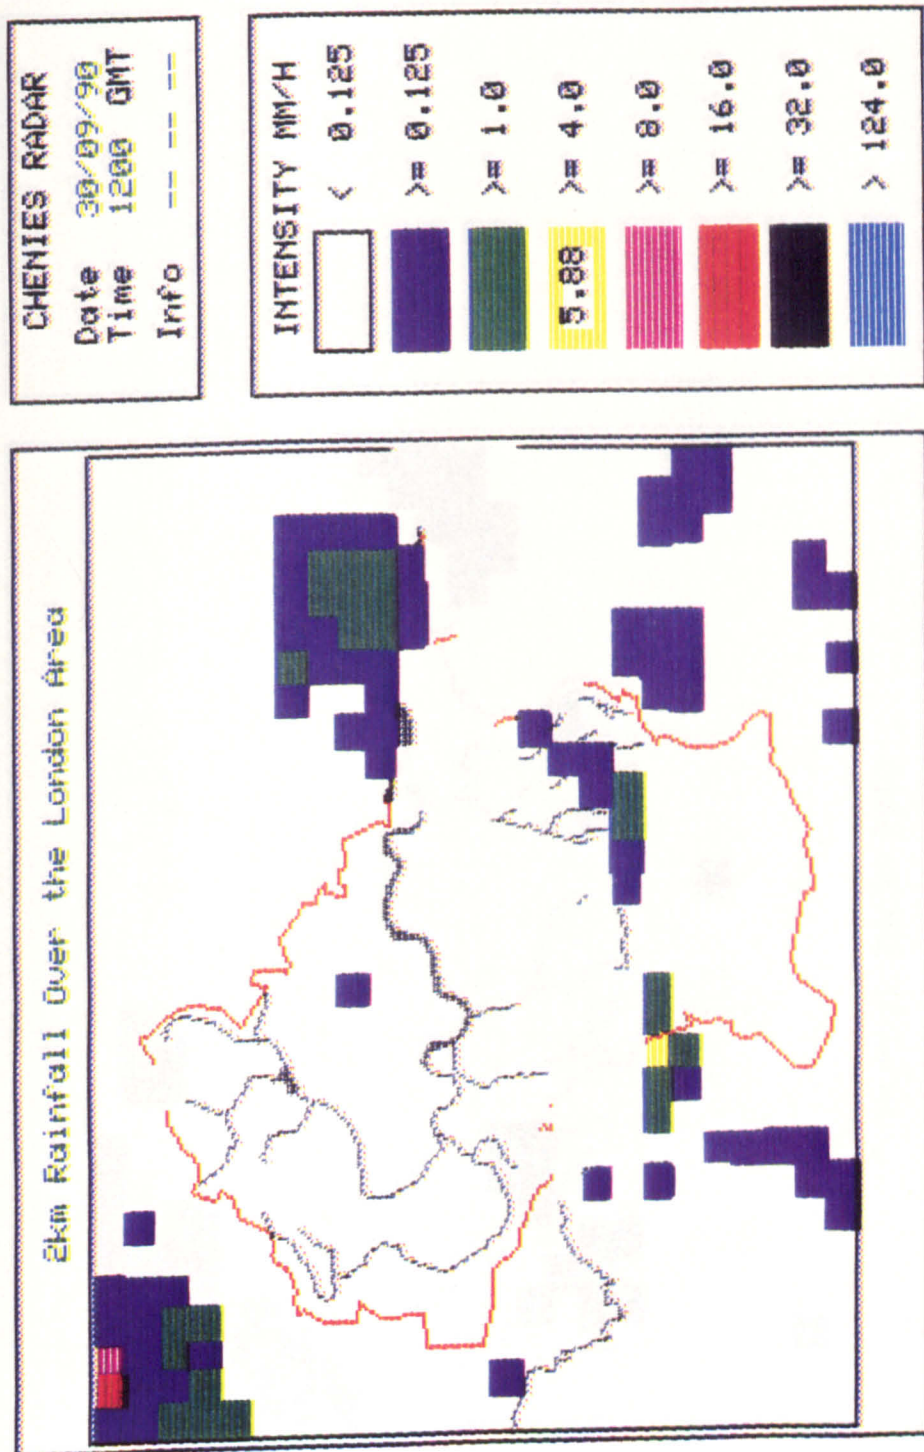 2km Rainfall Over the London Area
CHENIES RADAR
Date 30/09/90
Time 1200 GMT
Info -- -- --
INTENSITY MM/H
< 0.125
>= 0.125
>= 1.0
5.88 >= 4.0
>= 8.0
>= 16.0
>= 32.0
> 124.0